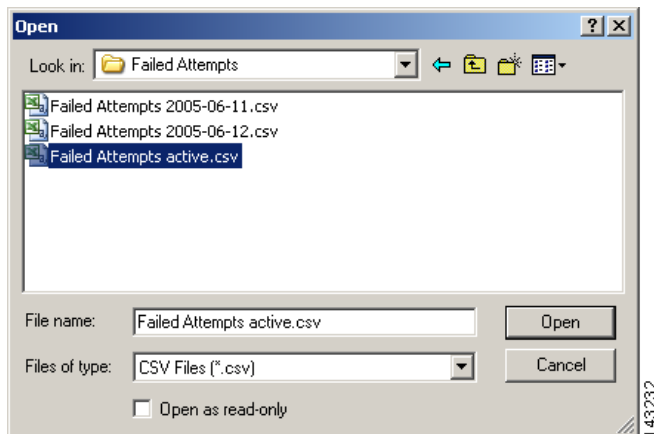 Open
Look in: Failed Attempts
Failed Attempts 2005-06-11.csv
Failed Attempts 2005-06-12.csv
Failed Attempts active.csv
File name: Failed Attempts active.csv Open
Files of type: CSV Files (*.csv) Cancel
Open as read-only
143232